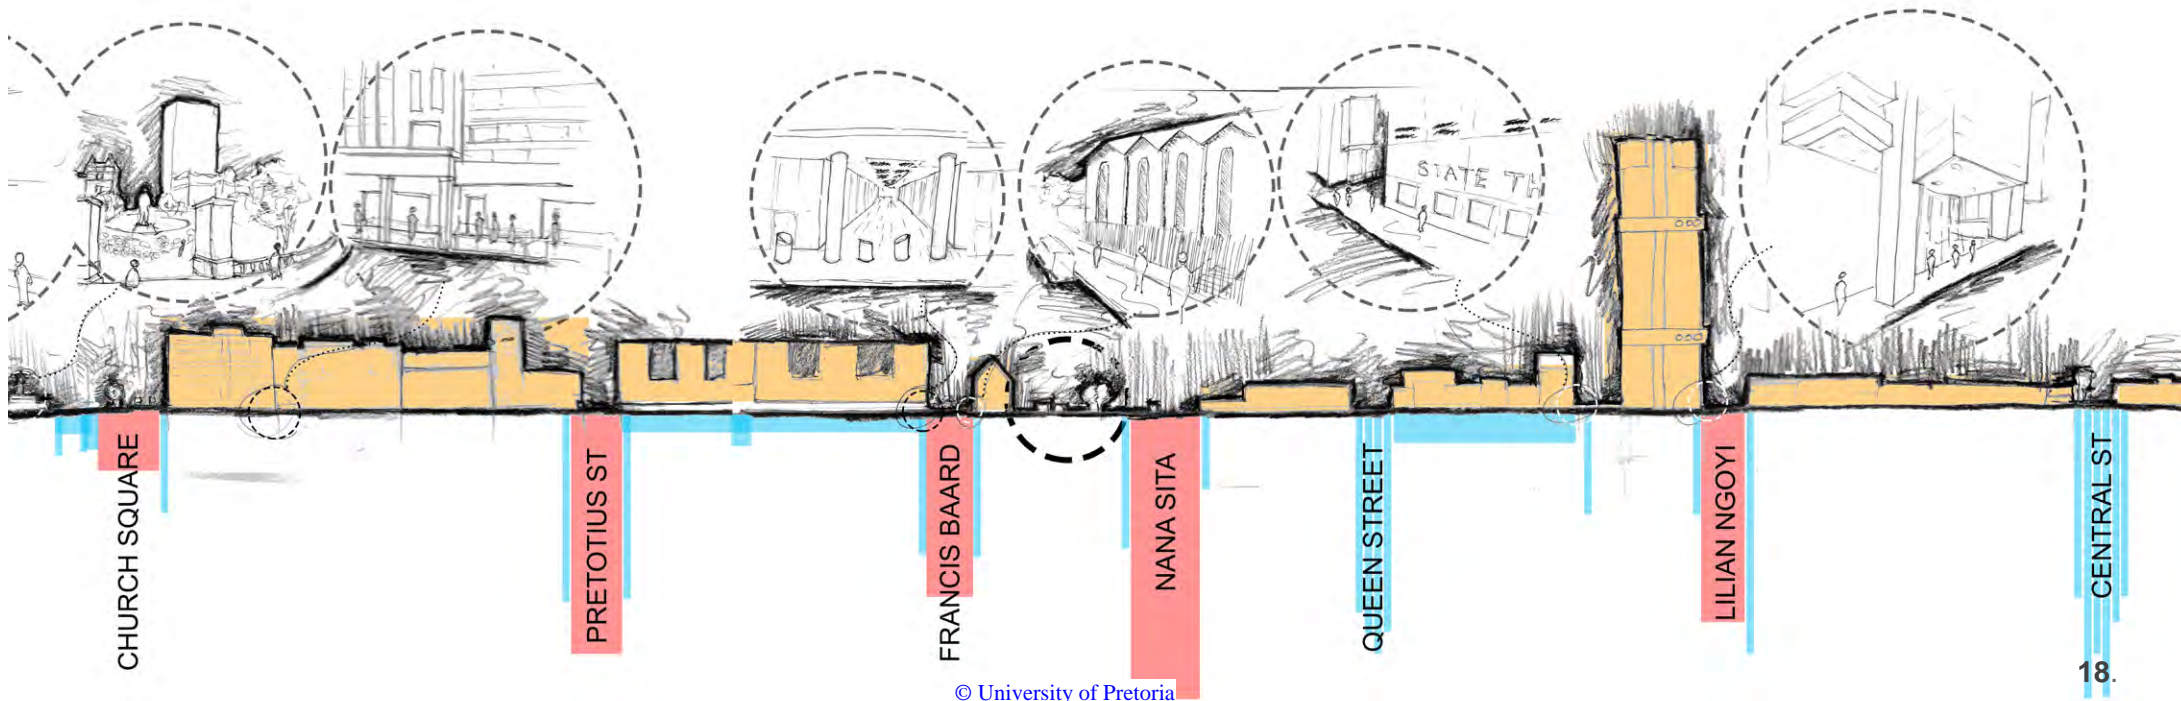 STATE TH
CHURCH SQUARE
PRETOTIUS ST
FRANCIS BAARD
NANA SITA
QUEEN STREET
LILIAN NGOYI
CENTRAL ST
18.
© University of Pretoria